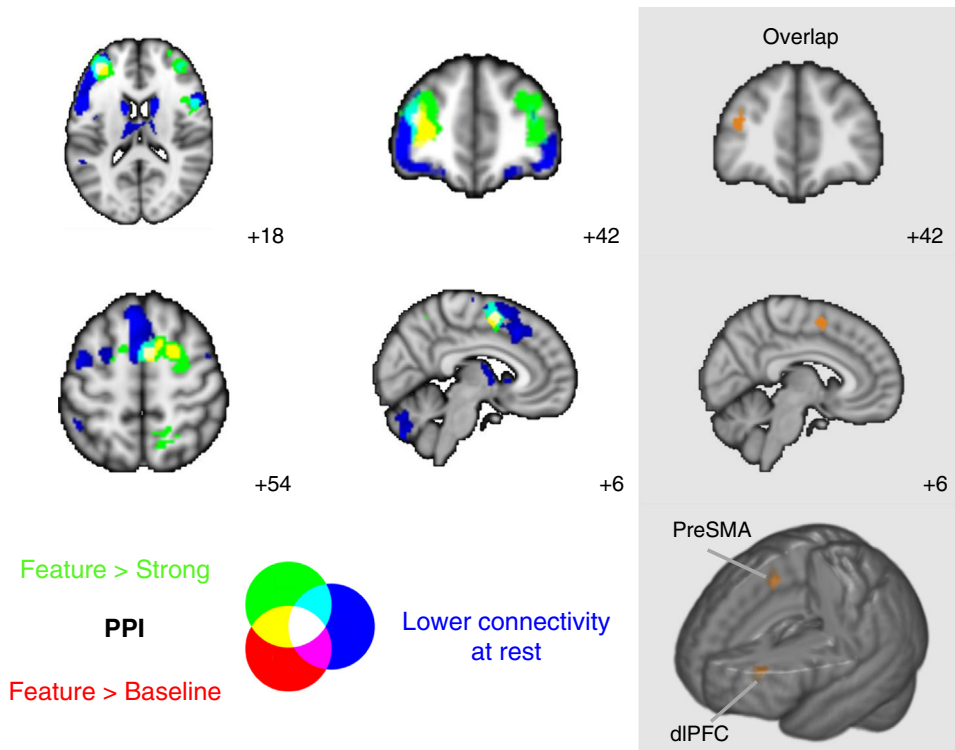 Overlap
+18
+42
+42
+54
+6
+6
PreSMA
Feature > Strong
PPI
Lower connectivity
at rest
Feature > Baseline
dlPFC